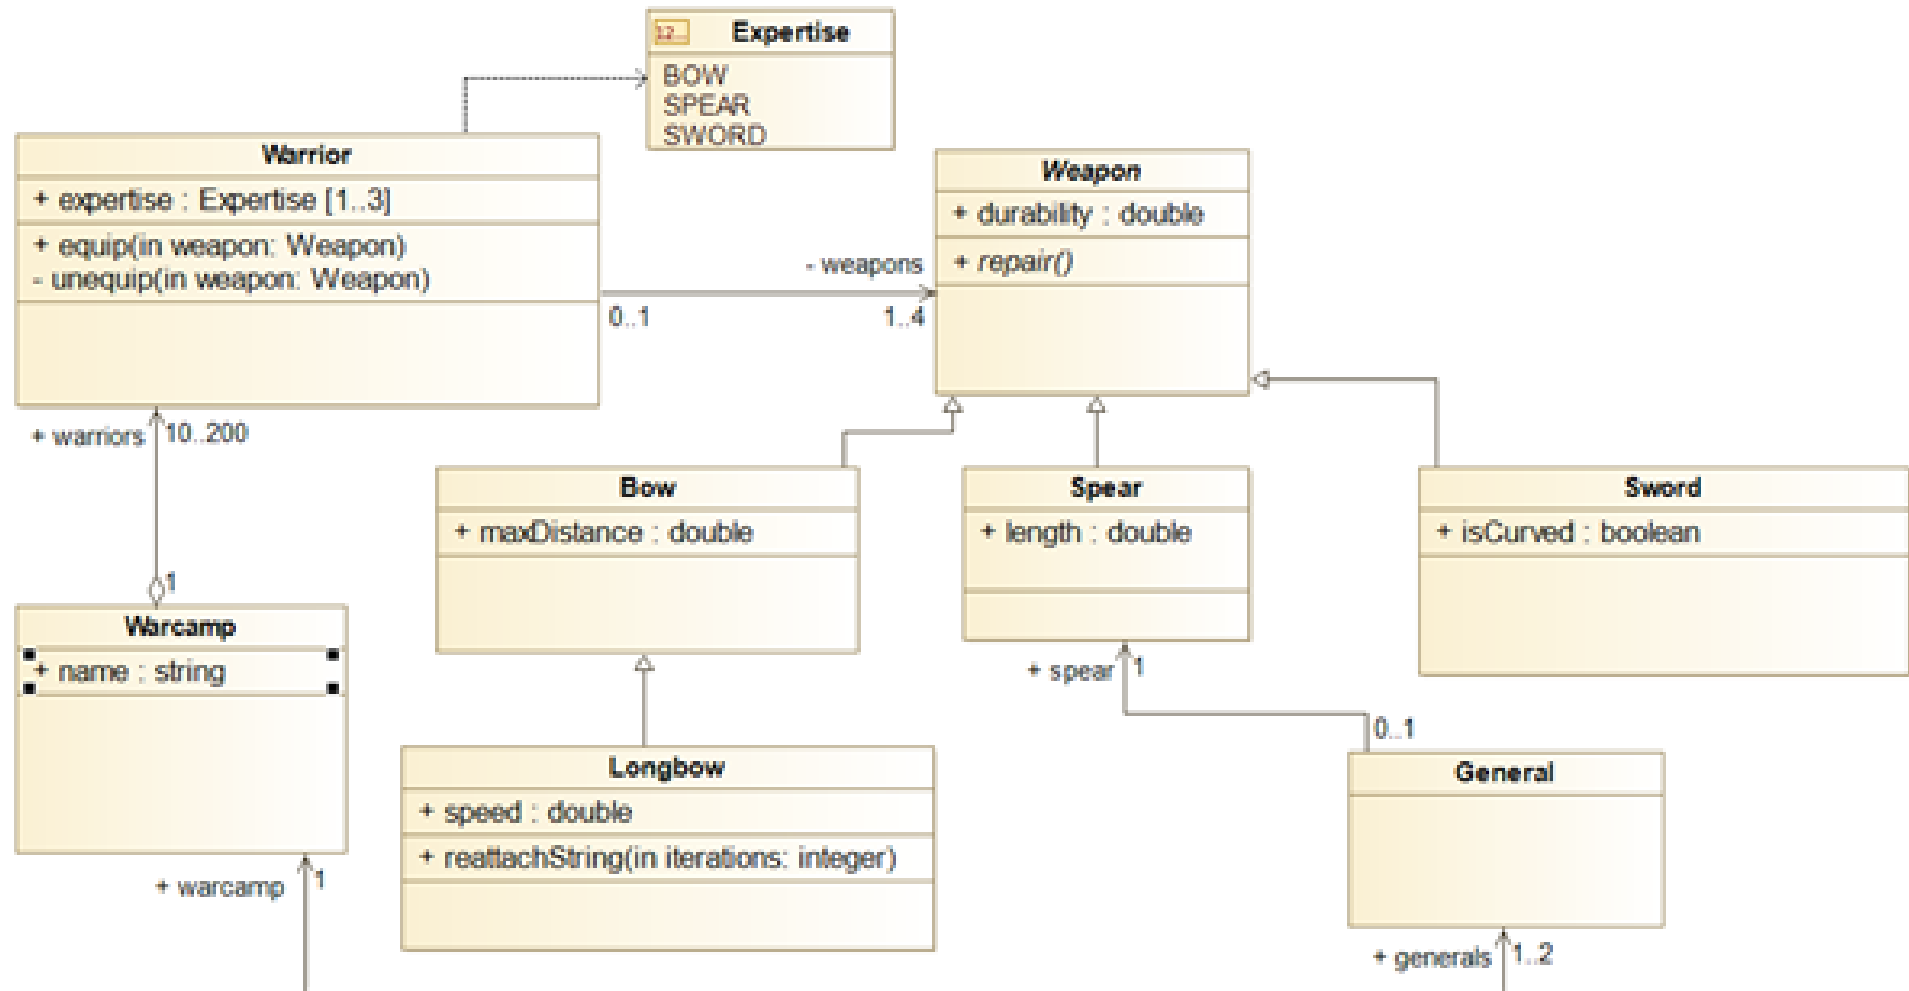 12...
Expertise
BOW
SPEAR
SWORD
Warrior
+ expertise : Expertise [1..3]
+ equip(in weapon: Weapon)
- unequip(in weapon: Weapon)
Weapon
+ durability : double
+ repair()
- weapons
0..1
1..4
+ warriors
10..200
1
Bow
+ maxDistance : double
Spear
+ length : double
Sword
+ isCurved : boolean
Warcamp
+ name : string
+ spear
1
0..1
Longbow
+ speed : double
+ reattachString(in iterations: integer)
General
+ warcamp
1
+ generals
1..2